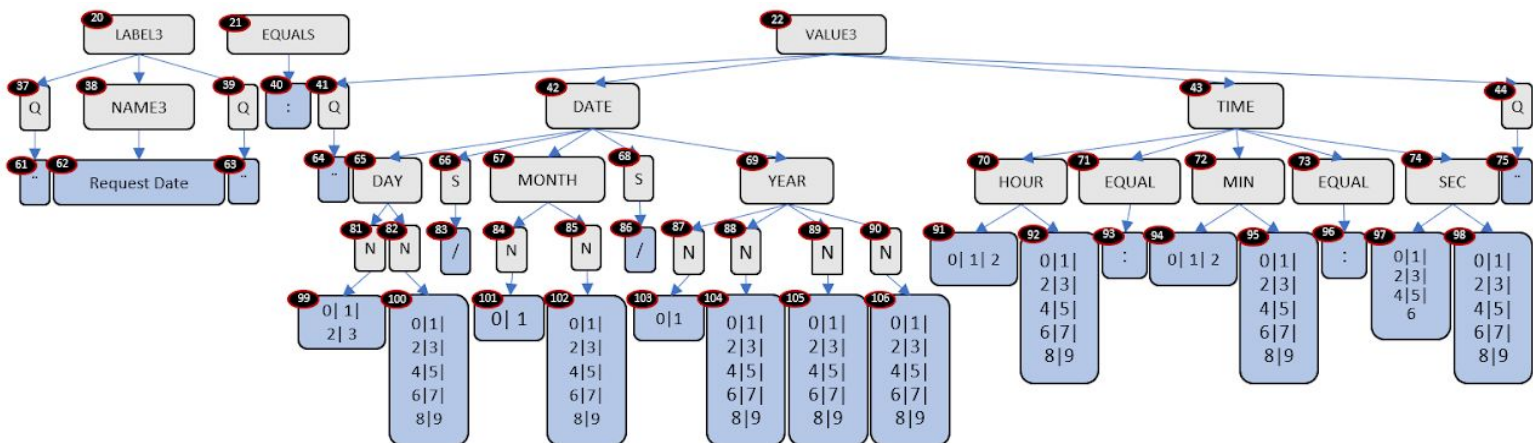 20 LABEL3
21 EQUALS
22 VALUE3
37 Q
38 NAME3
39 Q
40 :
41 Q
42 DATE
43 TIME
44 Q
61 ¨
62 Request Date
63 ¨
64 ¨
65 DAY
66 S
67 MONTH
68 S
69 YEAR
70 HOUR
71 EQUAL
72 MIN
73 EQUAL
74 SEC
75 ¨
81 N
82 N
83 /
84 N
85 N
86 /
87 N
88 N
89 N
90 N
91 0| 1| 2
92 0| 1|
2| 3|
4| 5|
6| 7|
8| 9
93 :
94 0| 1| 2
95 0| 1|
2| 3|
4| 5|
6| 7|
8| 9
96 :
97 0| 1|
2| 3|
4| 5|
6
98 0| 1|
2| 3|
4| 5|
6| 7|
8| 9
99 0| 1|
2| 3
100 0|1|
2|3|
4|5|
6|7|
8|9
101 0| 1
102 0|1|
2|3|
4|5|
6|7|
8|9
103 0|1
104 0|1|
2|3|
4|5|
6|7|
8|9
105 0|1|
2|3|
4|5|
6|7|
8|9
106 0|1|
2|3|
4|5|
6|7|
8|9